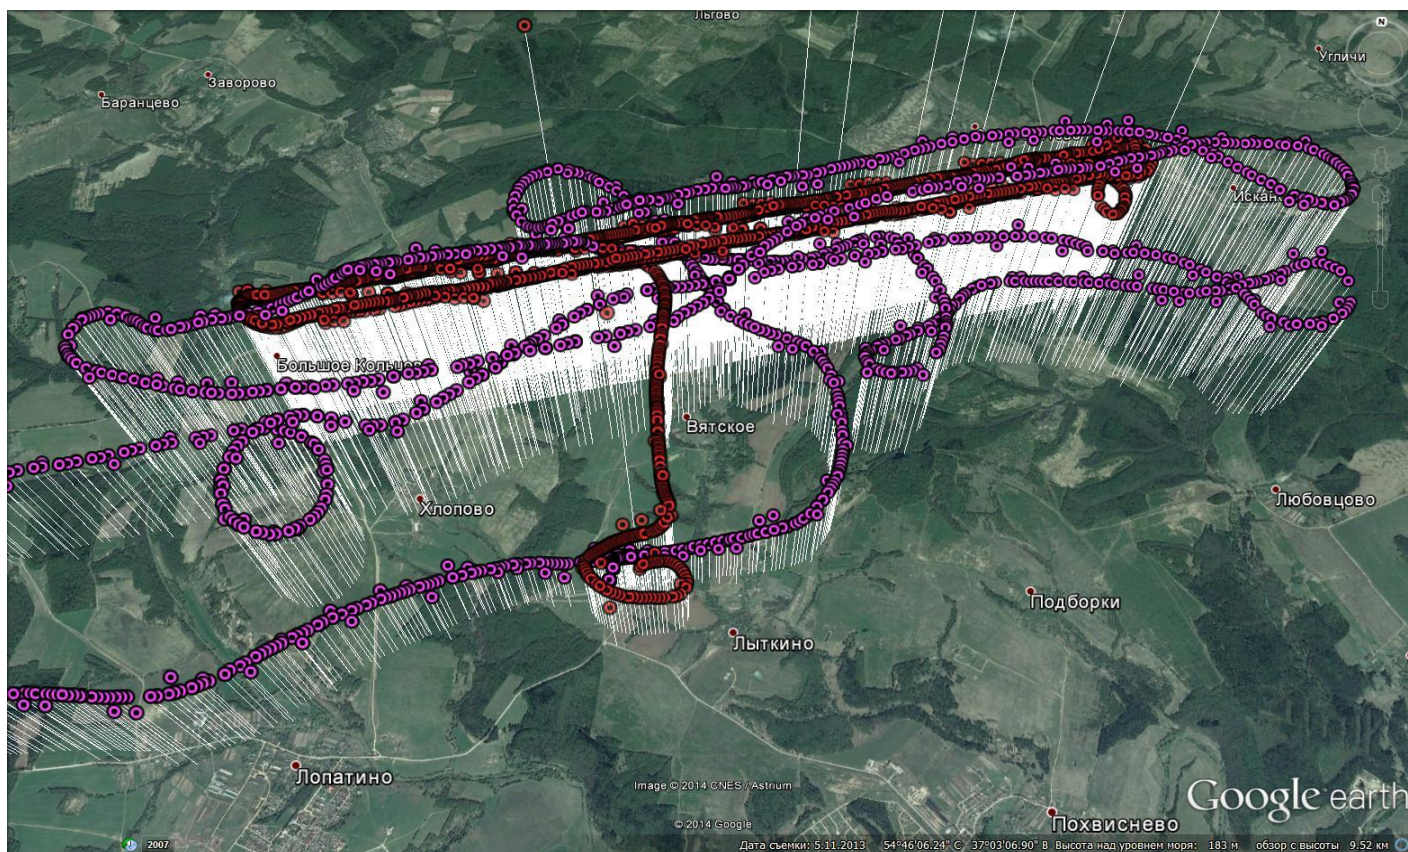 Льгово
Угличи
N
Заворово
Баранцево
Искан
Большое Кольцов
Вятское
Хлопово
Любовцово
Подборки
Лыткино
Лопатино
Image © 2014 CNES / Astrium
Google earth
© 2014 Google
Похвиснево
2007
Дата съемки: 5.11.2013 54°46'06.24" С 37°03'06.90" В Высота над уровнем моря: 183 м обзор с высоты 9.52 км